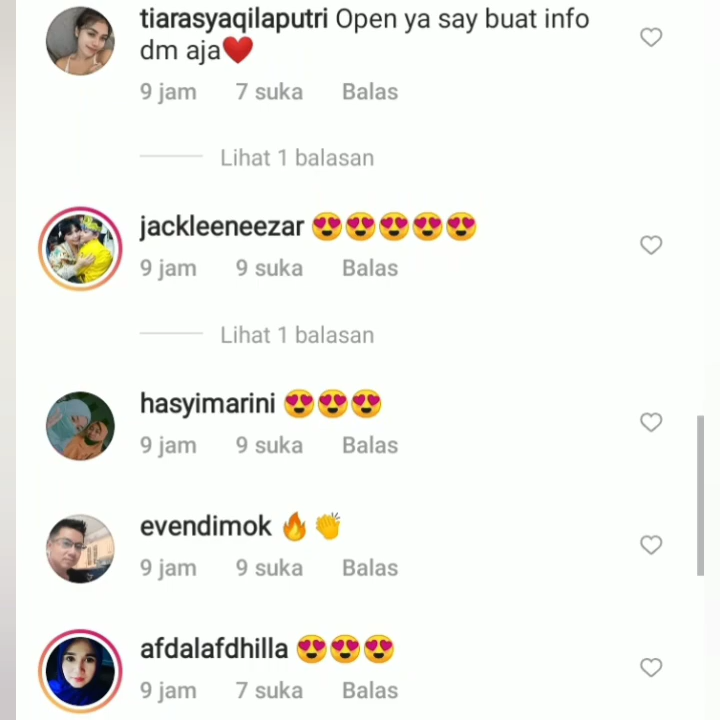 tiarasyaqilaputri Open ya say buat info
dm aja❤️
9 jam 7 suka Balas
Lihat 1 balasan
jackleeneezar 😍😍😍😍😍
9 jam 9 suka Balas
Lihat 1 balasan
hasyimarini 😍😍😍
9 jam 9 suka Balas
evendimok 🔥👏
9 jam 9 suka Balas
afdalafdhilla 😍😍😍
9 jam 7 suka Balas